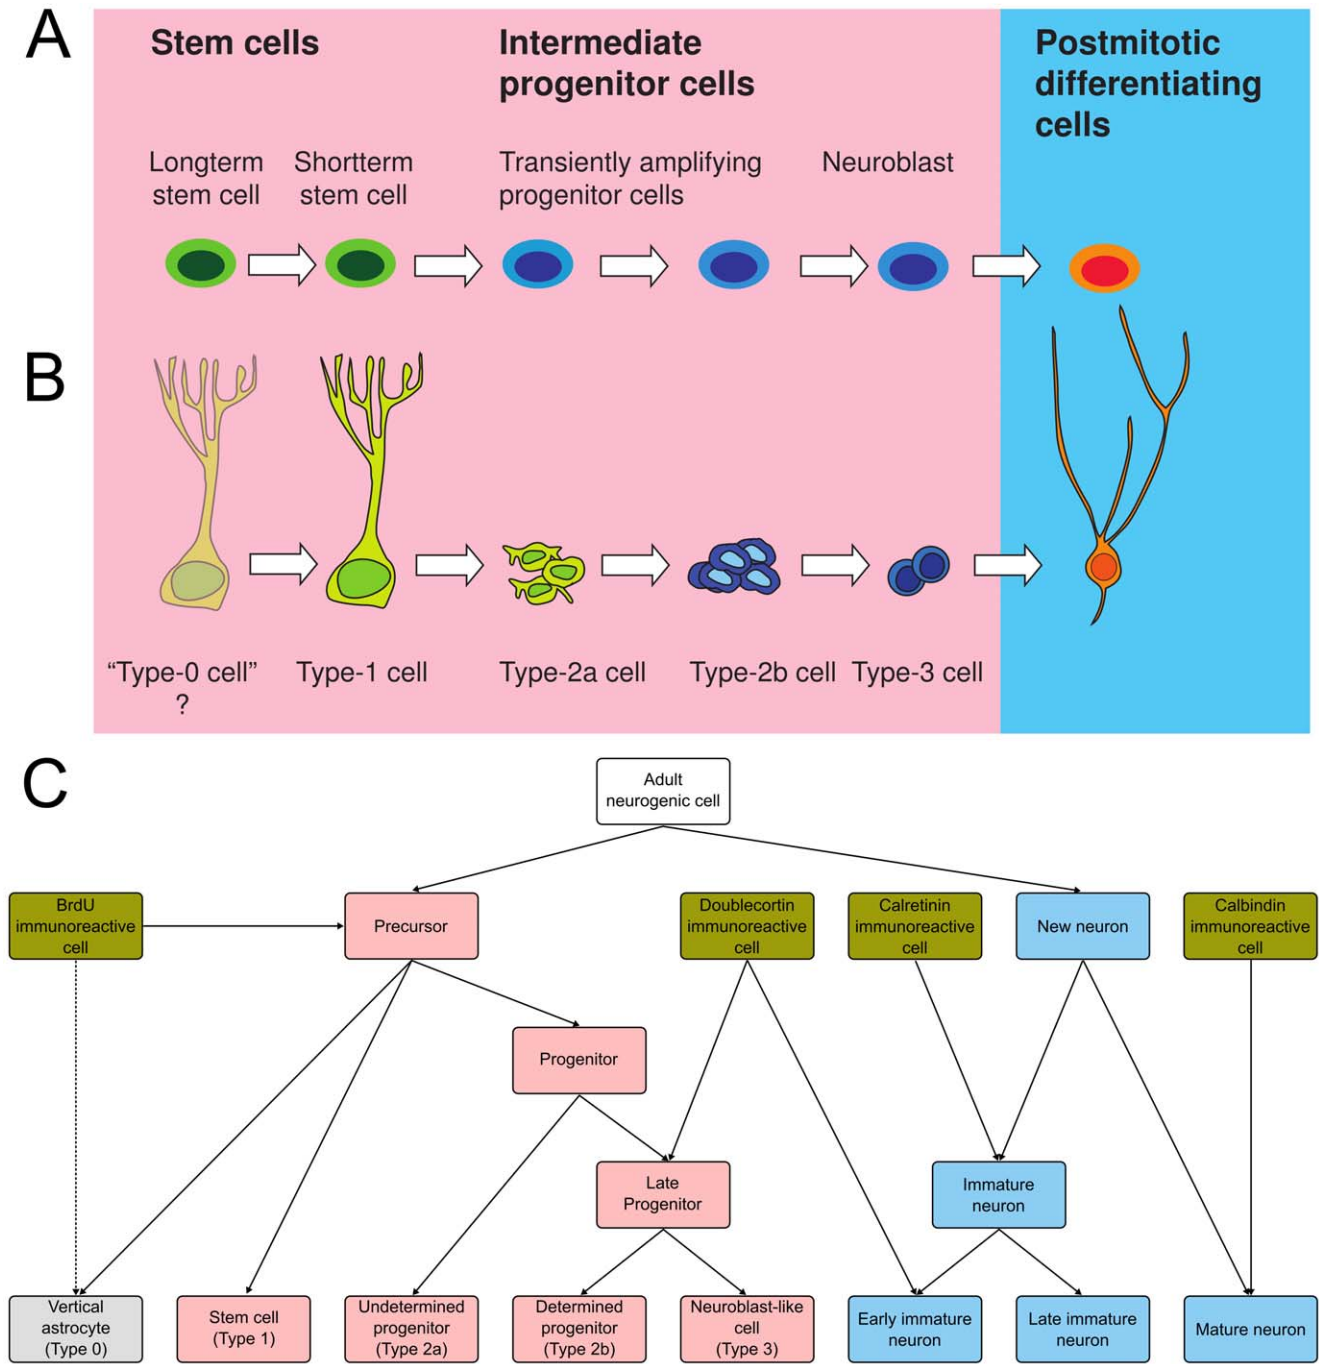 A
Stem cells
Intermediate
progenitor cells
Postmitotic
differentiating
cells
Longterm
stem cell
Shortterm
stem cell
Transiently amplifying
progenitor cells
Neuroblast
B
“Type-0 cell”
?
Type-1 cell
Type-2a cell
Type-2b cell
Type-3 cell
C
Adult
neurogenic cell
BrdU
immunoreactive
cell
Precursor
Doublecortin
immunoreactive
cell
Calretinin
immunoreactive
cell
New neuron
Calbindin
immunoreactive
cell
Progenitor
Late
Progenitor
Immature
neuron
Vertical
astrocyte
(Type 0)
Stem cell
(Type 1)
Undetermined
progenitor
(Type 2a)
Determined
progenitor
(Type 2b)
Neuroblast-like
cell
(Type 3)
Early immature
neuron
Late immature
neuron
Mature neuron